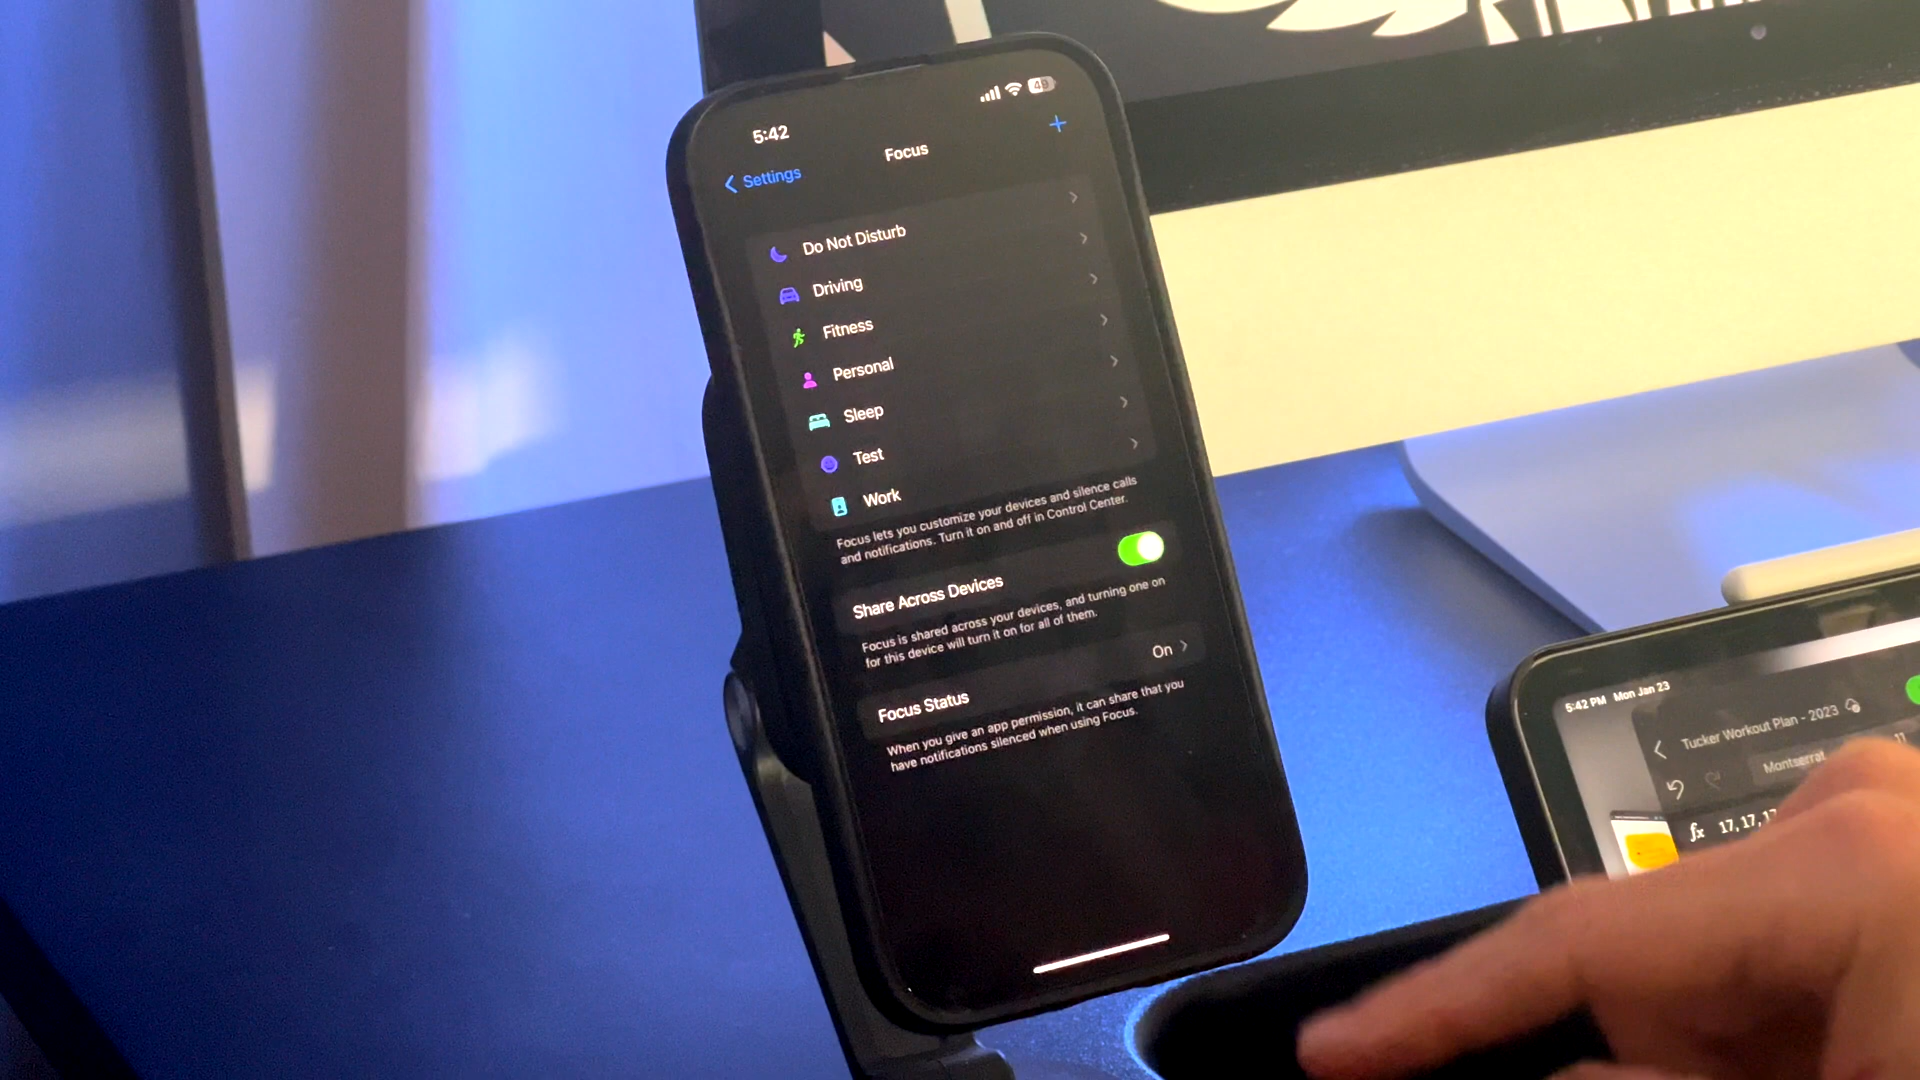 5:42
49
Focus
Settings
Do Not Disturb
Driving
Fitness
Personal
Sleep
Test
Work
Focus lets you customize your devices and silence calls
and notifications. Turn it on and off in Control Center.
Share Across Devices
Focus is shared across your devices, and turning one on
for this device will turn it on for all of them.
Focus Status On
When you give an app permission, it can share that you
have notifications silenced when using Focus.
5:42 PM Mon Jan 23
Tucker Workout Plan - 2023
Montserrat 11
fx 17, 17, 17